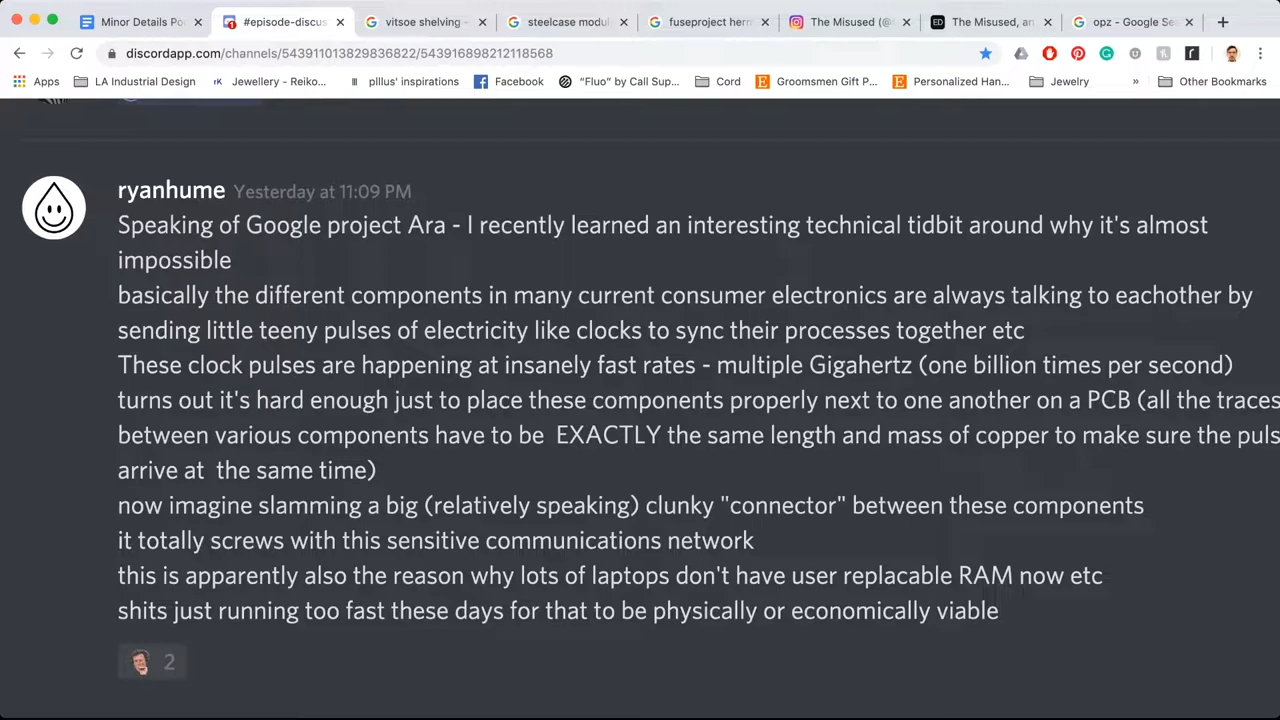 Minor Details Po
#episode-discus
vitsoe shelving -
steelcase modul
fuseproject herm
The Misused (@
The Misused, an
opz - Google Se
discordapp.com/channels/543911013829836822/543916898212118568
Apps
LA Industrial Design
rK
Jewellery - Reiko...
plllus' inspirations
Facebook
“Fluo” by Call Sup...
Cord
Groomsmen Gift P...
Personalized Han...
Jewelry
»
Other Bookmarks
ryanhume Yesterday at 11:09 PM
Speaking of Google project Ara - I recently learned an interesting technical tidbit around why it's almost
impossible
basically the different components in many current consumer electronics are always talking to eachother by
sending little teeny pulses of electricity like clocks to sync their processes together etc
These clock pulses are happening at insanely fast rates - multiple Gigahertz (one billion times per second)
turns out it's hard enough just to place these components properly next to one another on a PCB (all the traces
between various components have to be EXACTLY the same length and mass of copper to make sure the puls
arrive at the same time)
now imagine slamming a big (relatively speaking) clunky "connector" between these components
it totally screws with this sensitive communications network
this is apparently also the reason why lots of laptops don't have user replacable RAM now etc
shits just running too fast these days for that to be physically or economically viable
2